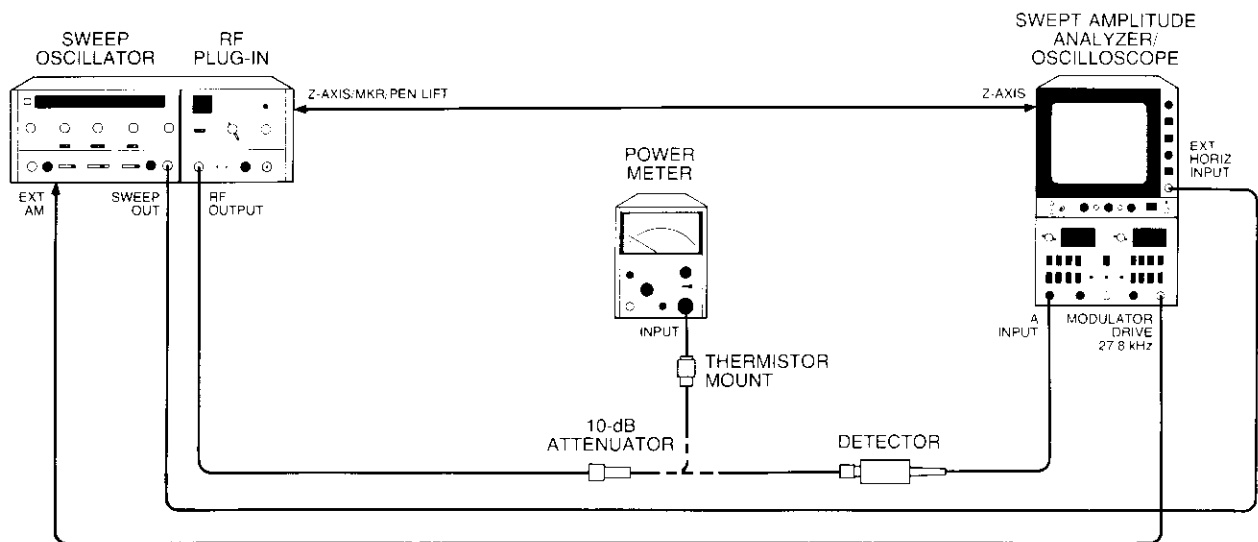 SWEEP
OSCILLATOR
RF
PLUG-IN
SWEPT AMPLITUDE
ANALYZER/
OSCILLOSCOPE
Z-AXIS/MKR/PEN LIFT
Z-AXIS
POWER
METER
EXT
HORIZ
INPUT
EXT
AM
SWEEP
OUT
RF
OUTPUT
INPUT
A
INPUT
MODULATOR
DRIVE
27.8 kHz
THERMISTOR
MOUNT
10-dB
ATTENUATOR
DETECTOR